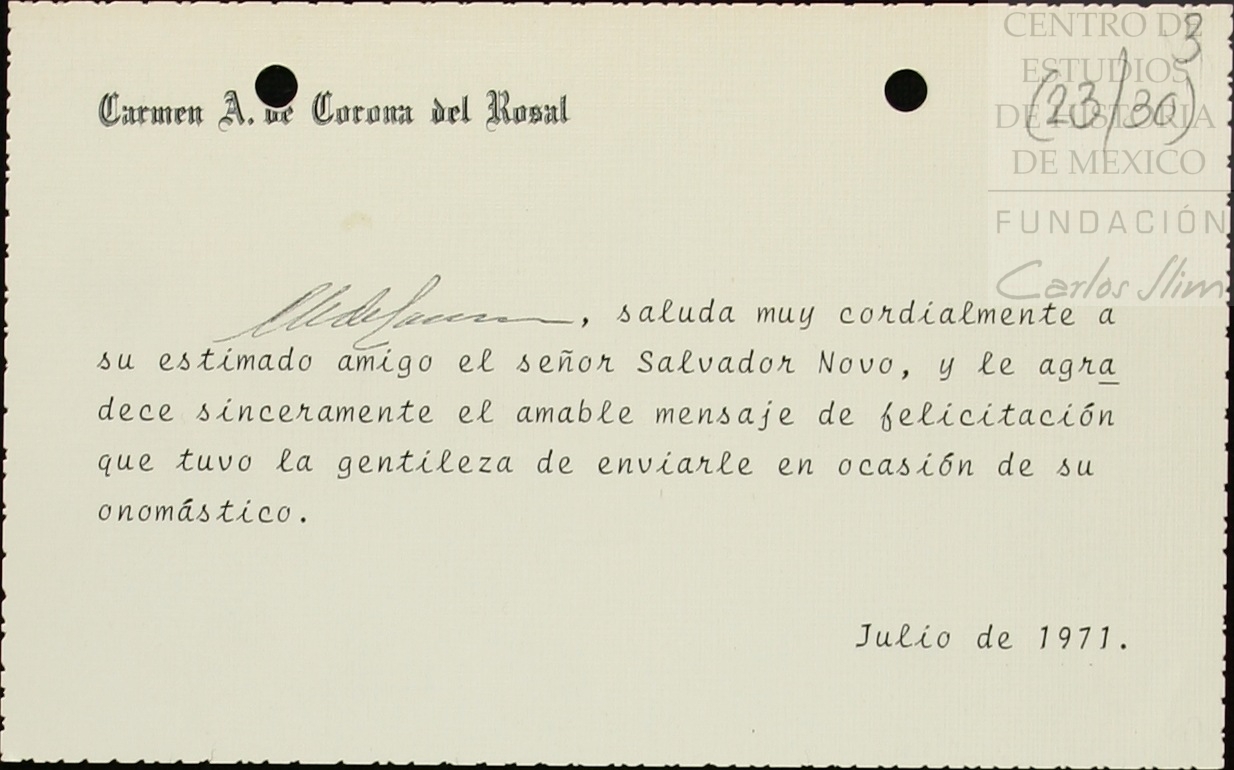 CENTRO DE
ESTUDIOS
DE HISTORIA
DE MEXICO
FUNDACIÓN
Carlos Slim
3
(23/30)
Carmen A. de Corona del Rosal
, saluda muy cordialmente a
su estimado amigo el señor Salvador Novo, y le agra
dece sinceramente el amable mensaje de felicitación
que tuvo la gentileza de enviarle en ocasión de su
onomástico.
Julio de 1971.